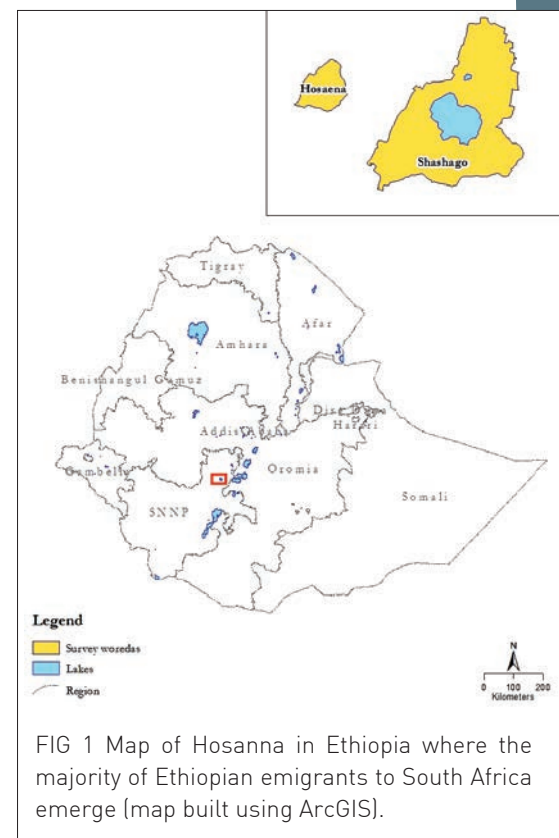 Hosaena
Shashago
Tigray
Afar
Amhara
Benishangul Gumuz
Dire Dawa
Addis Ababa
Harari
Gambella
Oromia
Somali
SNNP
Legend
Survey woredas
Lakes
Region
N
0 100 200
Kilometers
FIG 1 Map of Hosanna in Ethiopia where the
majority of Ethiopian emigrants to South Africa
emerge (map built using ArcGIS).